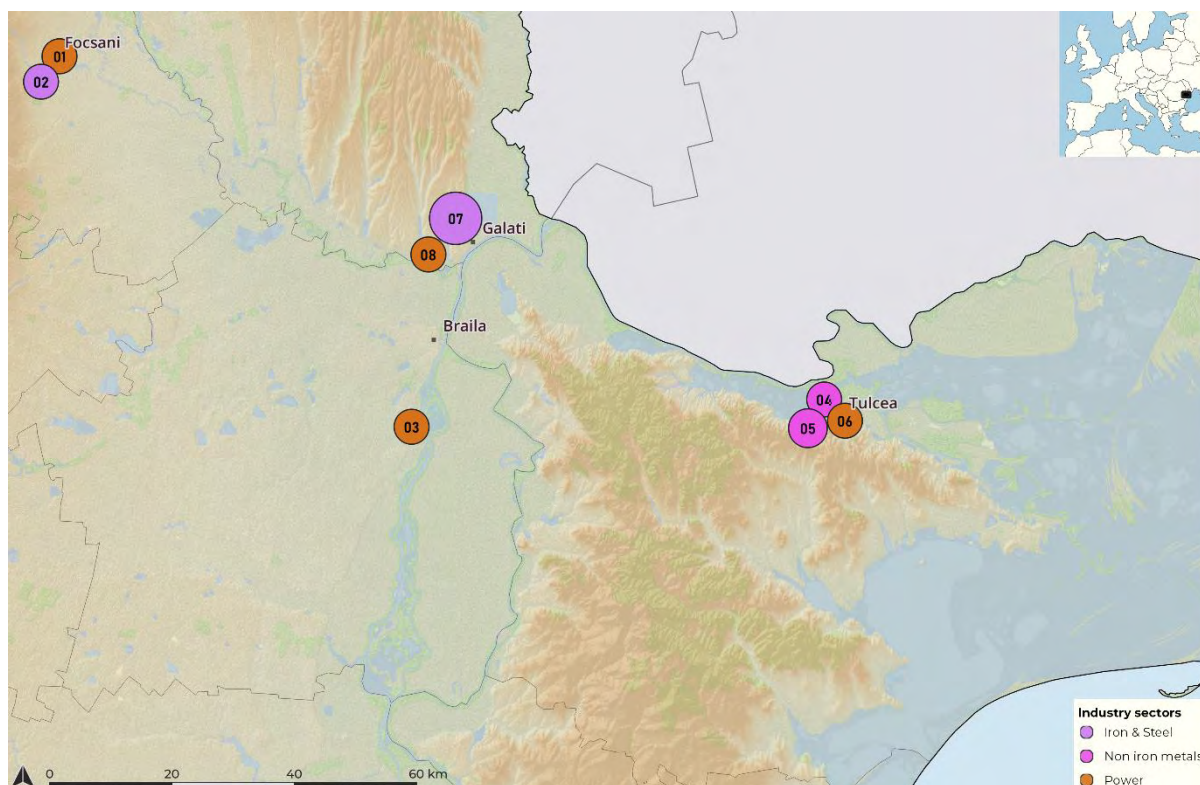 Focsani
01
02
07
Galati
08
Braila
03
04
Tulcea
05
06
Industry sectors
Iron & Steel
Non iron metals
Power
0 20 40 60 km